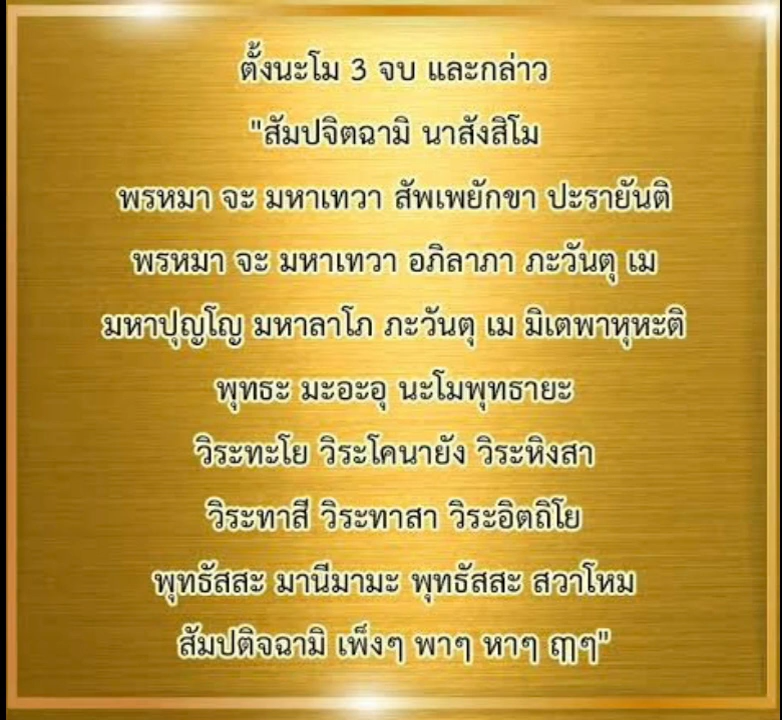 ตั้งนะโม 3 จบ และกล่าว
"สัมปจิตฉามิ นาสังสิโม
พรหมา จะ มหาเทวา สัพเพยักขา ปะรายันติ
พรหมา จะ มหาเทวา อภิลาภา ภะวันตุ เม
มหาปุญโญ มหาลาโภ ภะวันตุ เม มิเตพาหุหะติ
พุทธะ มะอะอุ นะโมพุทธายะ
วิระทะโย วิระโคนายัง วิระหิงสา
วิระทาสี วิระทาสา วิระอิตถิโย
พุทธัสสะ มานีมามะ พุทธัสสะ สวาโหม
สัมปติจฉามิ เพ็งๆ พาๆ หาๆ ฤๅๆ"